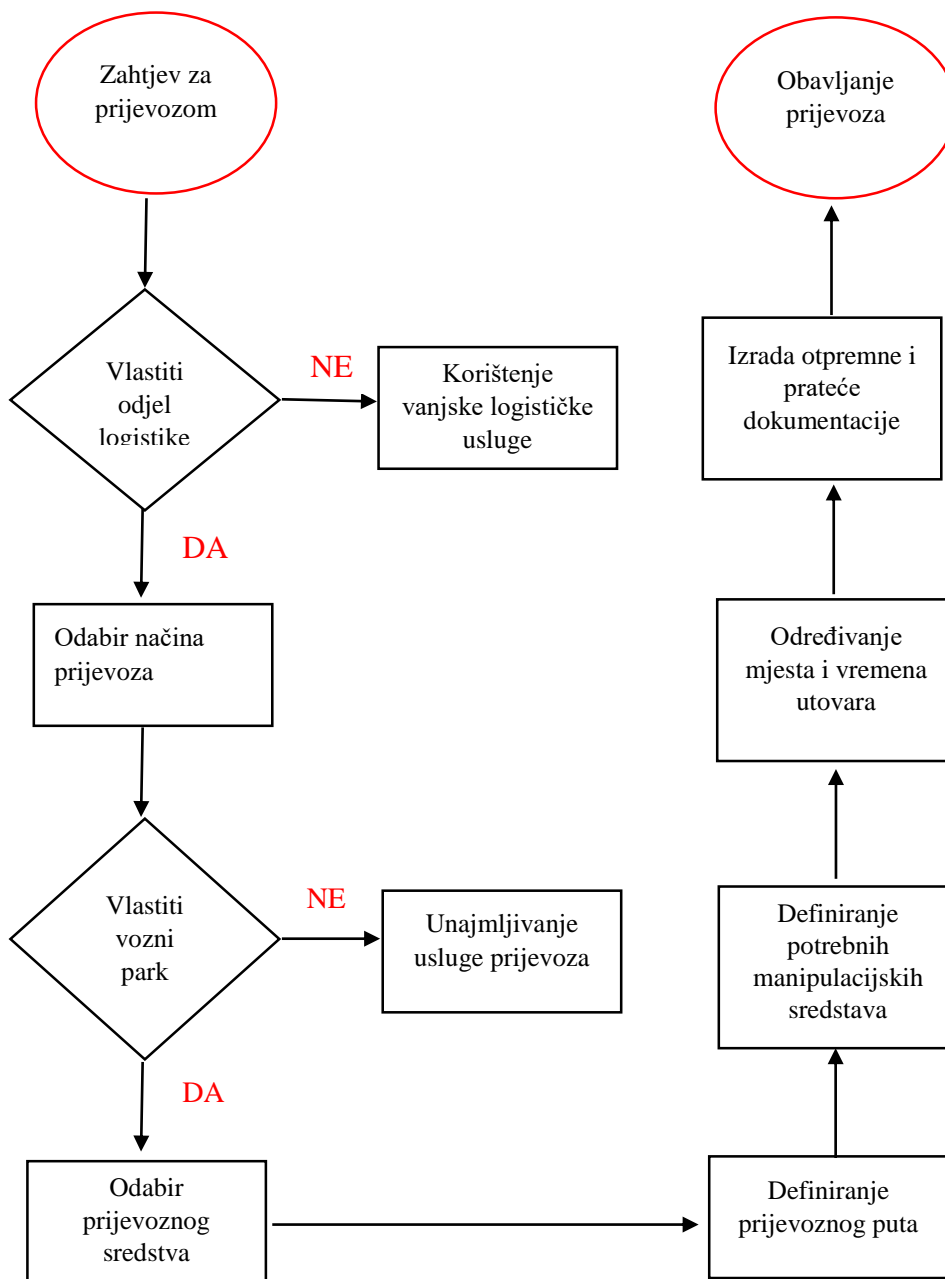 Zahtjev za
prijevozom
Vlastiti
odjel
logistike
NE
Korištenje
vanjske logističke
usluge
DA
Odabir načina
prijevoza
Vlastiti
vozni
park
NE
Unajmljivanje
usluge prijevoza
DA
Odabir
prijevoznog
sredstva
Definiranje
prijevoznog puta
Definiranje
potrebnih
manipulacijskih
sredstava
Određivanje
mjesta i vremena
utovara
Izrada otpremne i
prateće
dokumentacije
Obavljanje
prijevoza